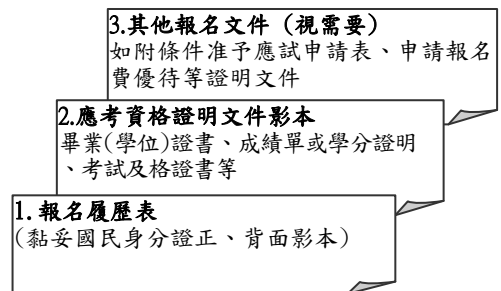 3.其他報名文件（視需要）
如附條件准予應試申請表、申請報名
費優待等證明文件
2.應考資格證明文件影本
畢業(學位)證書、成績單或學分證明
、考試及格證書等
1.報名履歷表
(黏妥國民身分證正、背面影本)